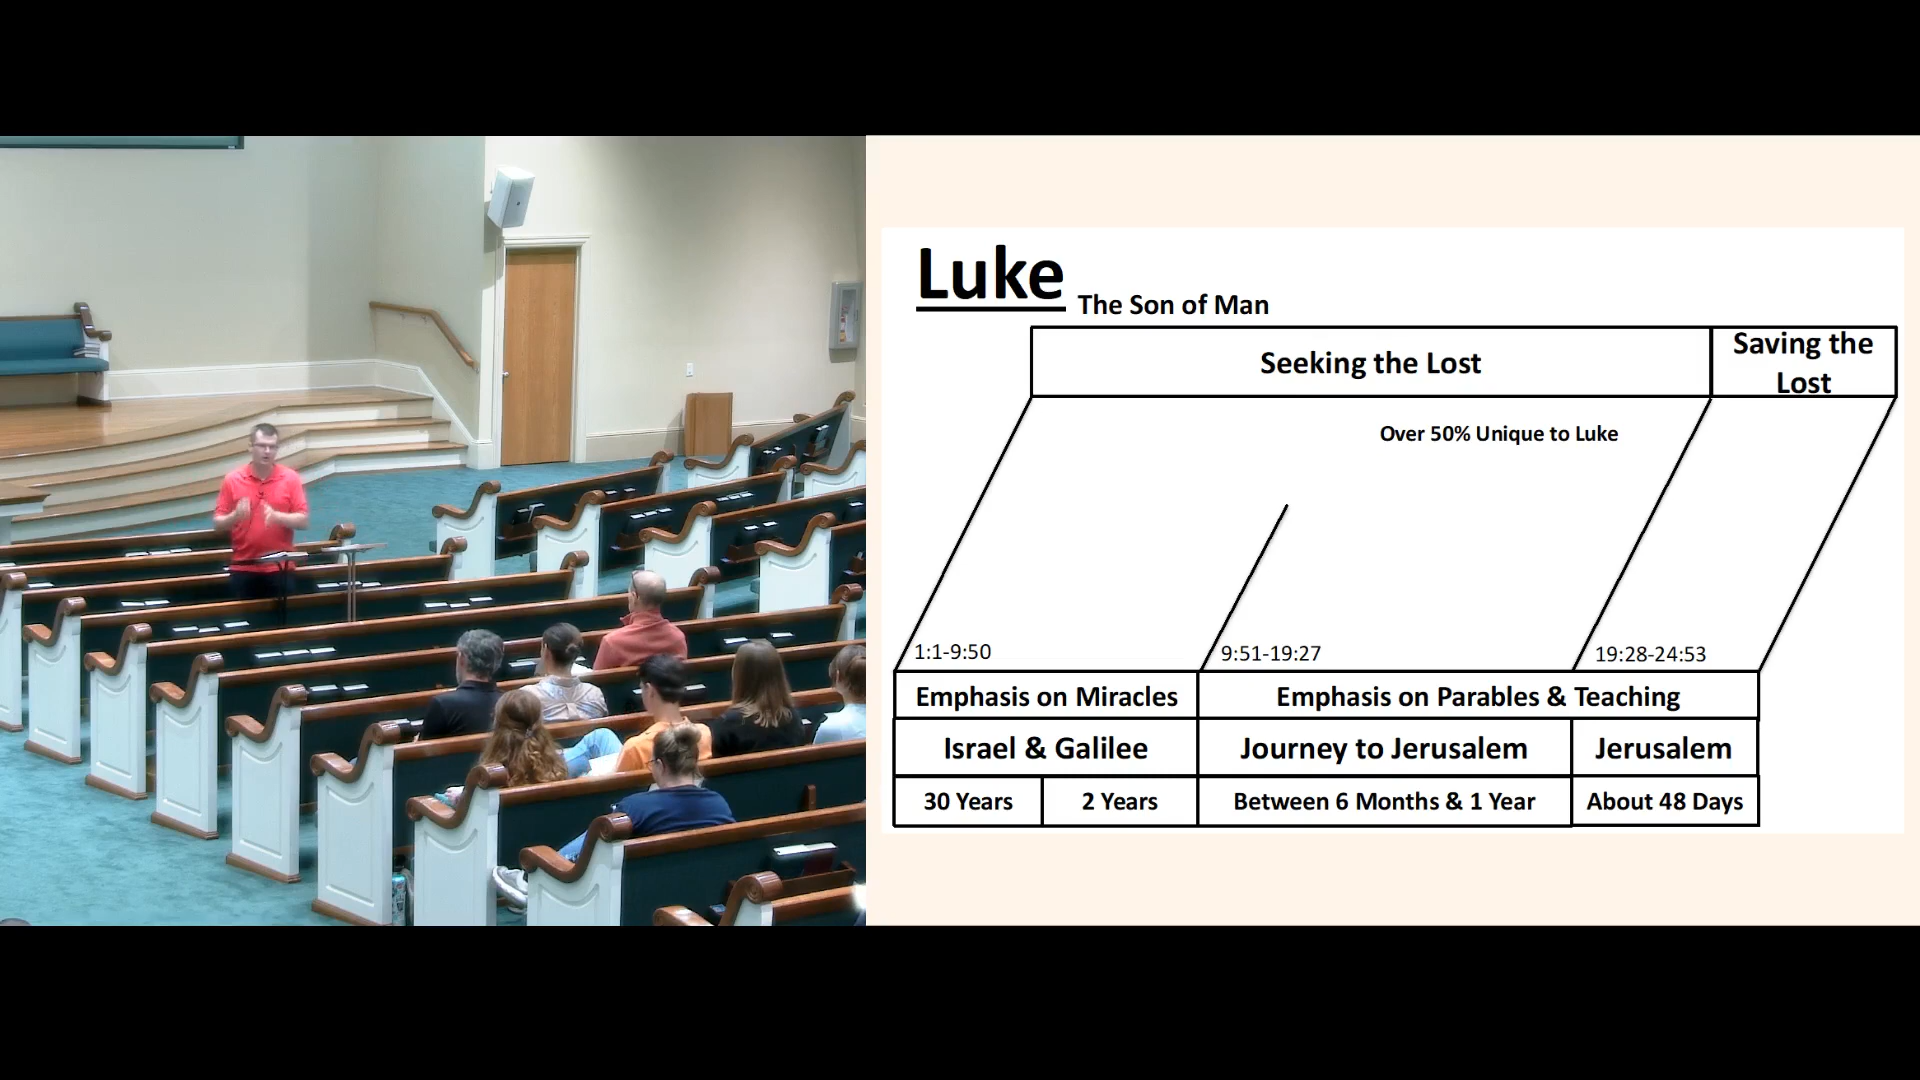 Luke
The Son of Man
Seeking the Lost
Saving the
Lost
Over 50% Unique to Luke
1:1-9:50
9:51-19:27
19:28-24:53
Emphasis on Miracles
Emphasis on Parables & Teaching
Israel & Galilee
Journey to Jerusalem
Jerusalem
30 Years
2 Years
Between 6 Months & 1 Year
About 48 Days